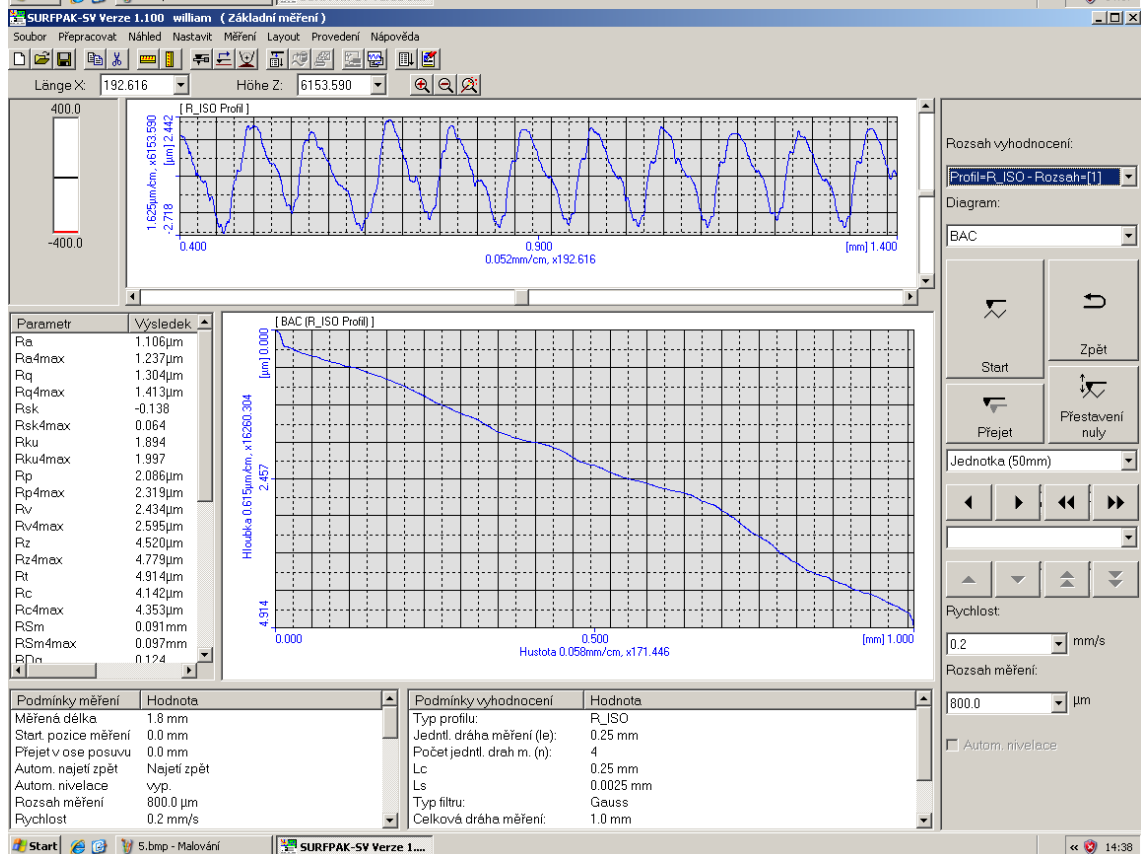 SURFPAK-SV Verze 1.100 william ( Základní měření )
Soubor Přepracovat Náhled Nastavit Měření Layout Provedení Nápověda
Länge X: 192.616 Höhe Z: 6153.590
400.0
-400.0
[ R_ISO Profil ]
1.625µm/cm, x6153.590
-2.718 [µm] 2.442
0.400 0.900 [mm] 1.400
0.052mm/cm, x192.616
Parametr Výsledek
Ra 1.106µm
Ra4max 1.237µm
Rq 1.304µm
Rq4max 1.413µm
Rsk -0.138
Rsk4max 0.064
Rku 1.894
Rku4max 1.997
Rp 2.086µm
Rp4max 2.319µm
Rv 2.434µm
Rv4max 2.595µm
Rz 4.520µm
Rz4max 4.779µm
Rt 4.914µm
Rc 4.142µm
Rc4max 4.353µm
RSm 0.091mm
RSm4max 0.097mm
RDq 0.124
[ BAC (R_ISO Profil) ]
Hloubka 0.615µm/cm, x16260.304
4.914 2.457 [µm] 0.000
0.000 0.500 [mm] 1.000
Hustota 0.058mm/cm, x171.446
Rozsah vyhodnocení:
Profil=R_ISO - Rozsah=[1]
Diagram:
BAC
Start
Zpět
Přejet
Přestavení
nuly
Jednotka (50mm)
Rychlost:
0.2 mm/s
Rozsah měření:
800.0 µm
Autom. nivelace
Podmínky měření Hodnota
Měřená délka 1.8 mm
Start. pozice měření 0.0 mm
Přejet v ose posuvu 0.0 mm
Autom. najetí zpět Najetí zpět
Autom. nivelace vyp.
Rozsah měření 800.0 µm
Rychlost 0.2 mm/s
Podmínky vyhodnocení Hodnota
Typ profilu: R_ISO
Jedntl. dráha měření (le): 0.25 mm
Počet jedntl. drah m. (n): 4
Lc 0.25 mm
Ls 0.0025 mm
Typ filtru: Gauss
Celková dráha měření: 1.0 mm
Start 5.bmp - Malování SURFPAK-SV Verze 1.... 14:38